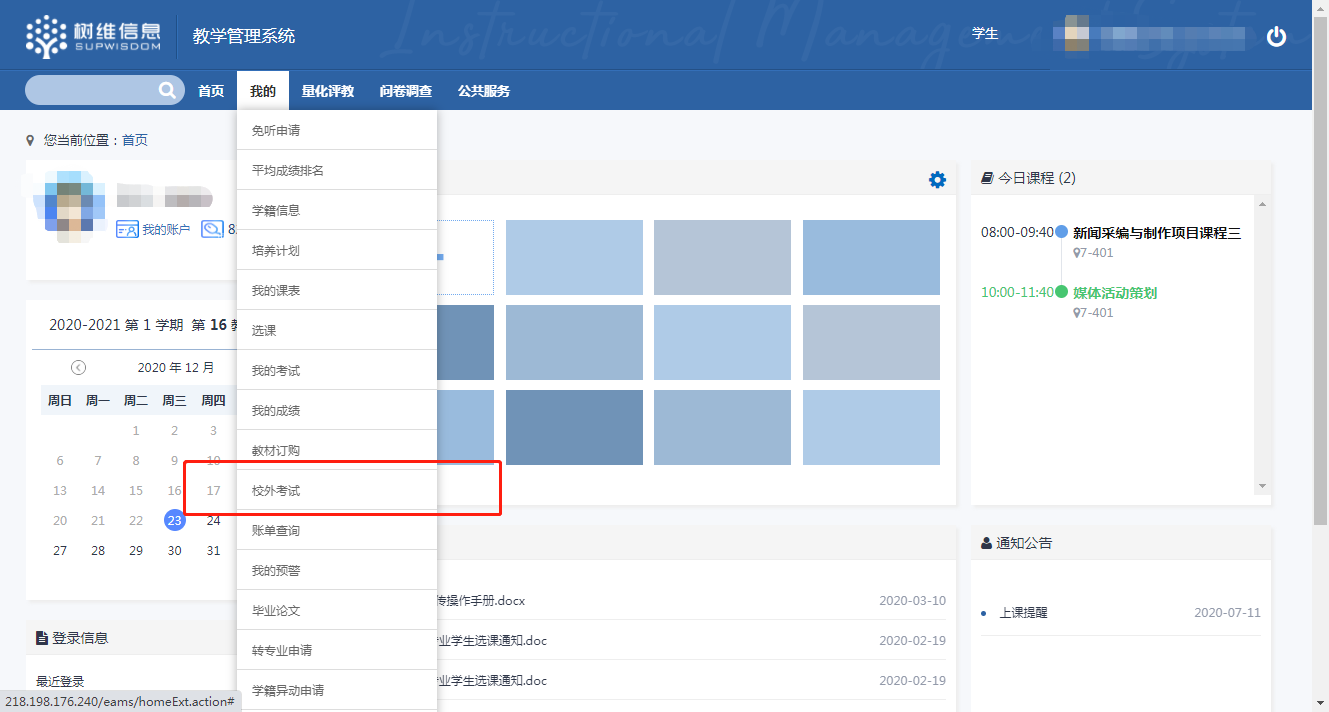 树维信息
SUPWISDOM
教学管理系统
Instructional Management System
学生
首页 我的 量化评教 问卷调查 公共服务
您当前位置：首页
免听申请
平均成绩排名
学籍信息
培养计划
我的课表
选课
我的考试
我的成绩
教材订购
校外考试
账单查询
我的预警
毕业论文
转专业申请
学籍异动申请
我的账户 8.
2020-2021 第 1 学期 第 16
2020 年 12 月
周日 周一 周二 周三 周四
1 2 3
6 7 8 9 10
13 14 15 16 17
20 21 22 23 24
27 28 29 30 31
登录信息
最近登录
218.198.176.240/eams/homeExt.action#
传操作手册.docx 2020-03-10
业学生选课通知.doc 2020-02-19
业学生选课通知.doc 2020-02-19
今日课程 (2)
08:00-09:40 新闻采编与制作项目课程三
7-401
10:00-11:40 媒体活动策划
7-401
通知公告
上课提醒 2020-07-11